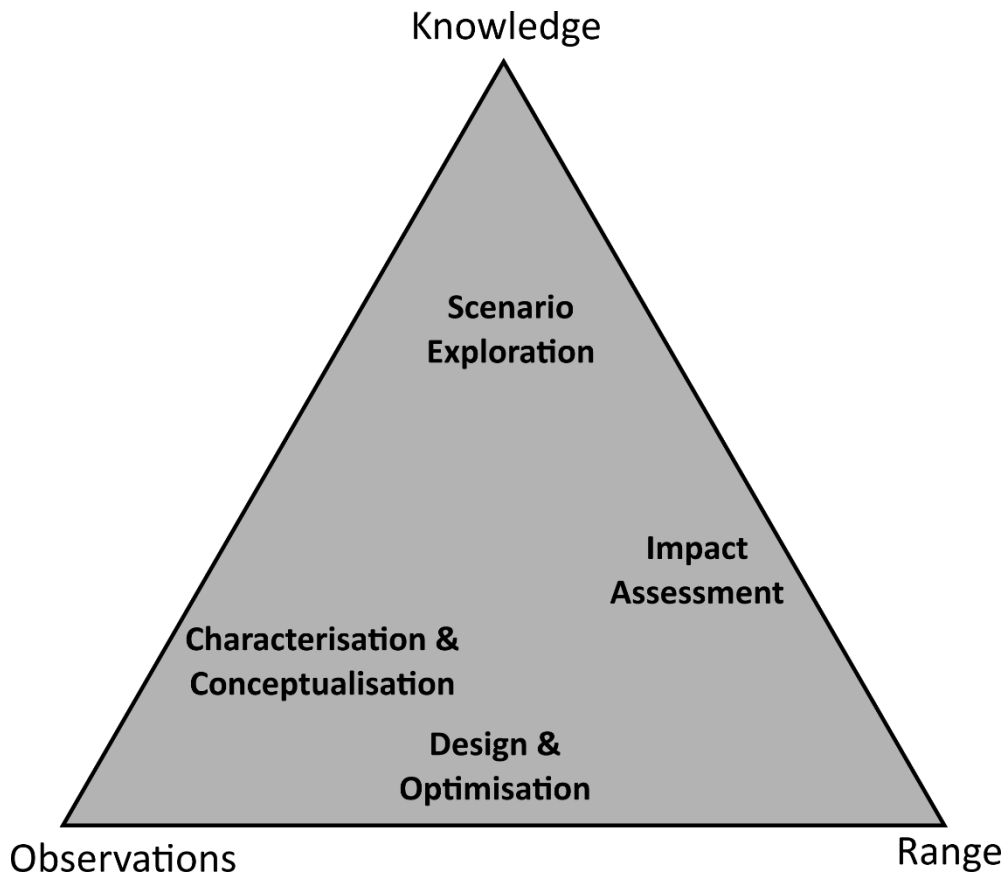 Knowledge
Scenario
Exploration
Impact
Assessment
Characterisation &
Conceptualisation
Design &
Optimisation
Observations
Range